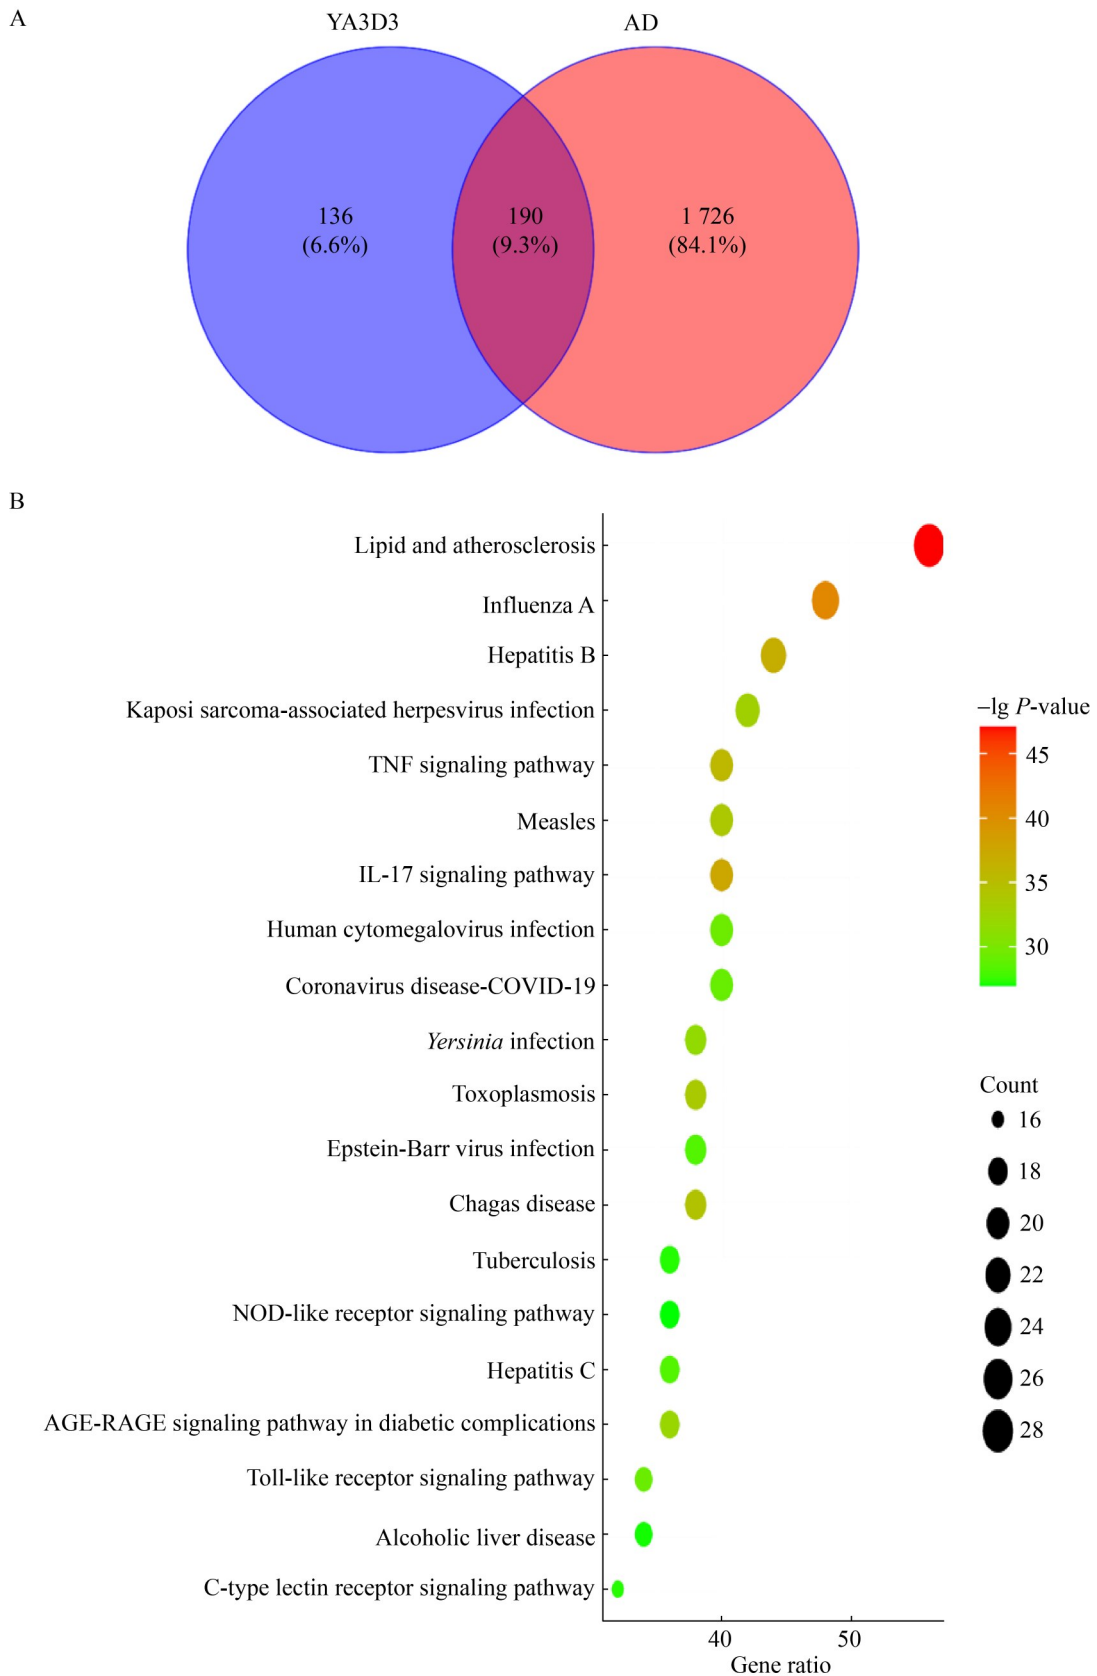 A
YA3D3
AD
136
(6.6%)
190
(9.3%)
1 726
(84.1%)
B
Lipid and atherosclerosis
Influenza A
Hepatitis B
Kaposi sarcoma-associated herpesvirus infection
TNF signaling pathway
Measles
IL-17 signaling pathway
Human cytomegalovirus infection
Coronavirus disease-COVID-19
Yersinia infection
Toxoplasmosis
Epstein-Barr virus infection
Chagas disease
Tuberculosis
NOD-like receptor signaling pathway
Hepatitis C
AGE-RAGE signaling pathway in diabetic complications
Toll-like receptor signaling pathway
Alcoholic liver disease
C-type lectin receptor signaling pathway
40
50
Gene ratio
−lg P-value
45
40
35
30
Count
16
18
20
22
24
26
28